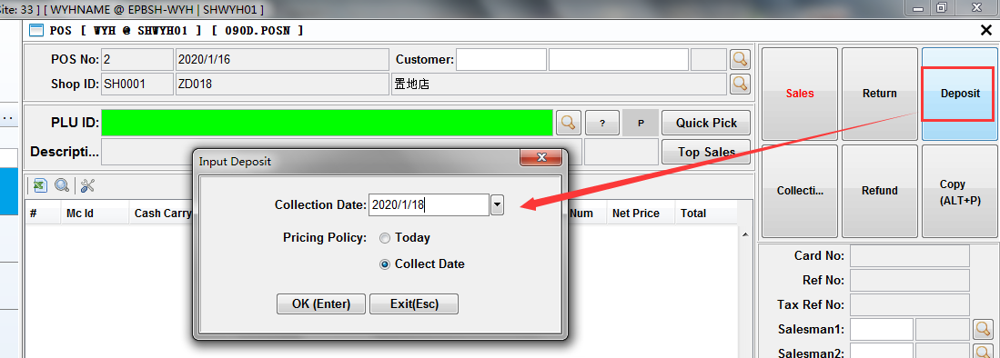 Site: 33 ] [ WYHNAME @ EPBSH-WYH | SHWYH01 ]
POS [ WYH @ SHWYH01 ] [ 090D.POSN ]
POS No: 2 2020/1/16 Customer:
Shop ID: SH0001 ZD018 置地店
PLU ID: ? P Quick Pick
Descripti... Top Sales
Sales Return Deposit
Collecti... Refund Copy
(ALT+P)
Input Deposit
Collection Date: 2020/1/18
Pricing Policy: Today
Collect Date
OK (Enter) Exit(Esc)
# Mc Id Cash Carry Num Net Price Total
Card No:
Ref No:
Tax Ref No:
Salesman1:
Salesman2: